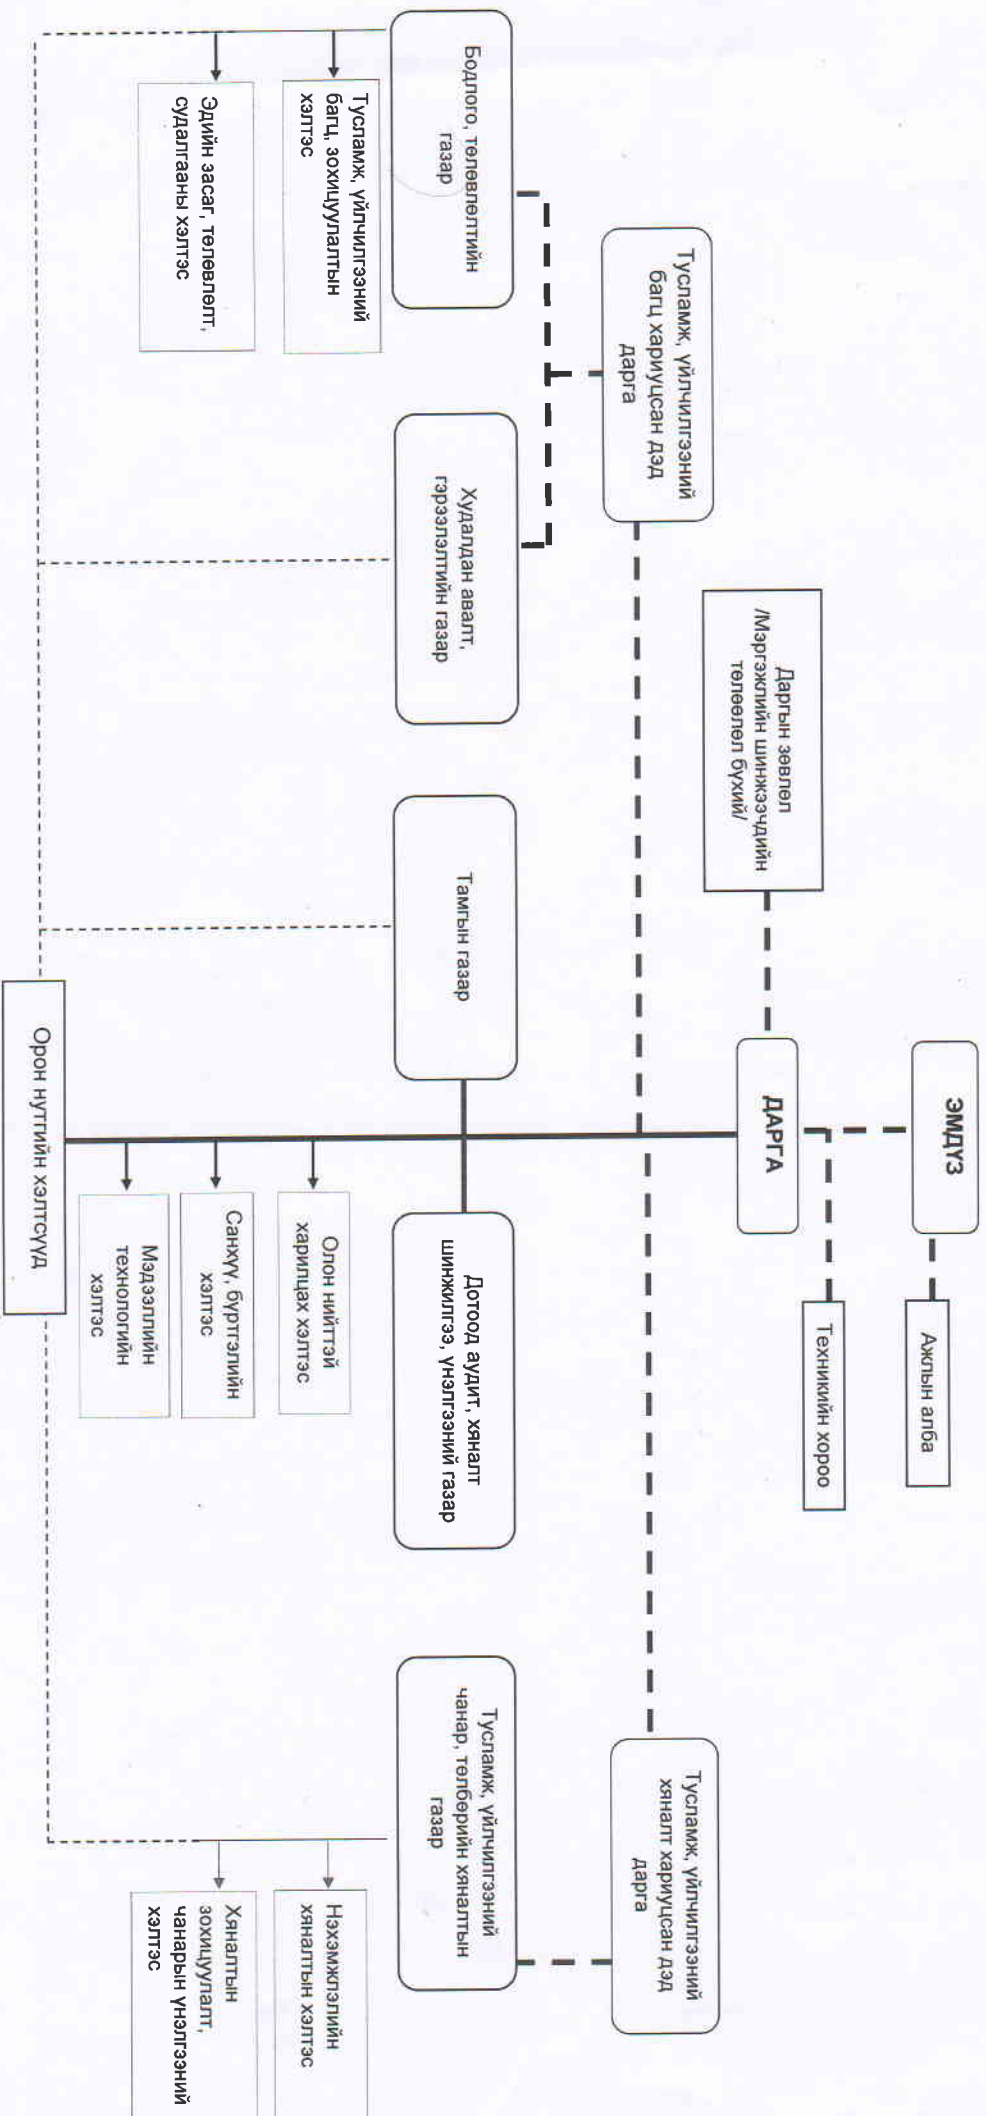 ЭМДҮЗ
Ажлын алба
Техникийн хороо
ДАРГА
Даргын зөвлөл
/Мэргэжлийн шинжээчдийн
төлөөлөл бүхий/
Тусламж, үйлчилгээний
багц хариуцсан дэд
дарга
Тусламж, үйлчилгээний
хяналт хариуцсан дэд
дарга
Бодлого, төлөвлөлтийн
газар
Худалдан авалт,
гэрээлэлтийн газар
Тамгын газар
Дотоод аудит, хяналт
шинжилгээ, үнэлгээний газар
Тусламж, үйлчилгээний
чанар, төлбөрийн хяналтын
газар
Тусламж, үйлчилгээний
багц, зохицуулалтын
хэлтэс
Эдийн засаг, төлөвлөлт,
судалгааны хэлтэс
Олон нийттэй
харилцах хэлтэс
Санхүү, бүртгэлийн
хэлтэс
Мэдээллийн
технологийн
хэлтэс
Нэхэмжлэлийн
хяналтын хэлтэс
Хяналтын
зохицуулалт,
чанарын үнэлгээний
хэлтэс
Орон нутгийн хэлтсүүд